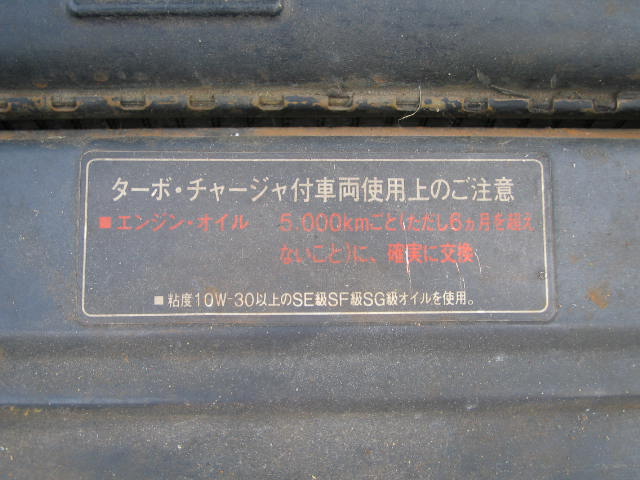 ターボ・チャージャ付車両使用上のご注意
■エンジン・オイル 5.000kmごと(ただし6ヵ月を越え
ないこと)に、確実に交換
■粘度10W-30以上のSE級SF級SG級オイルを使用。